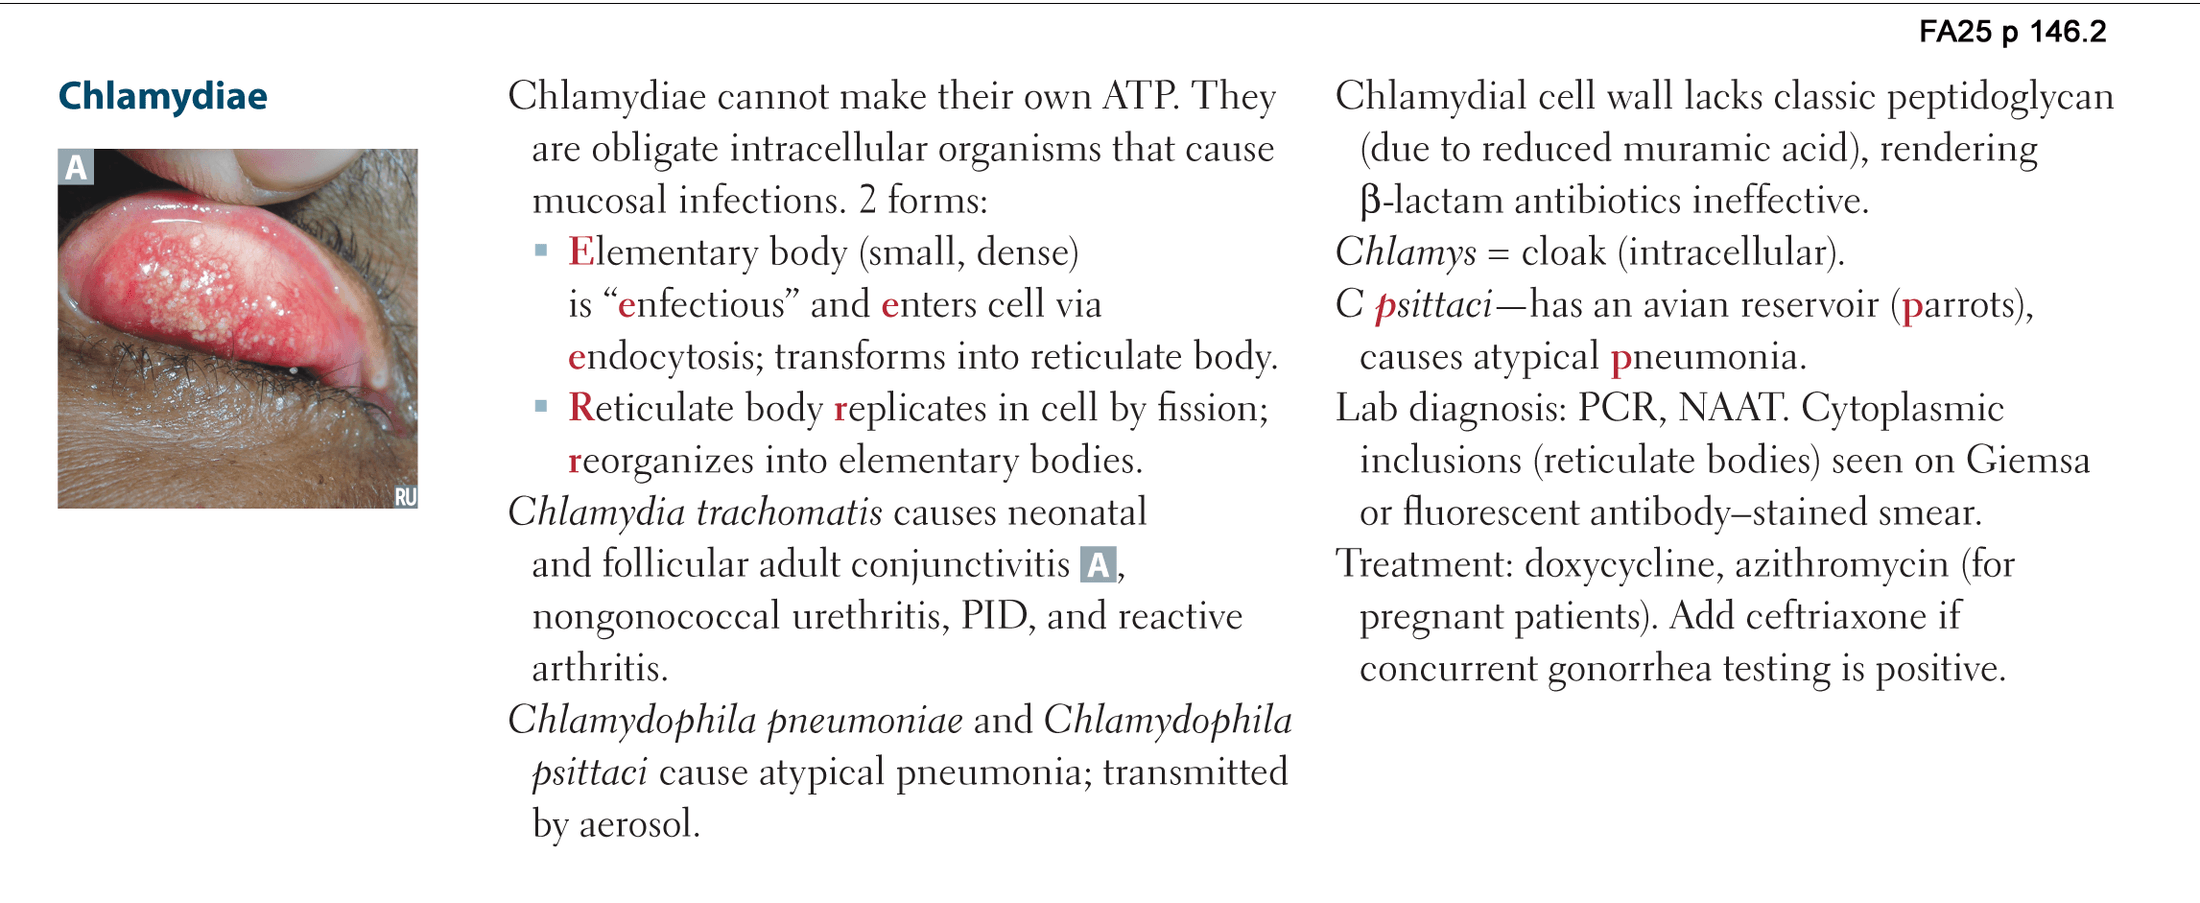 FA25 p 146.2
Chlamydiae
A
RU
Chlamydiae cannot make their own ATP. They
are obligate intracellular organisms that cause
mucosal infections. 2 forms:
▪ Elementary body (small, dense)
is “enfectious” and enters cell via
endocytosis; transforms into reticulate body.
▪ Reticulate body replicates in cell by fission;
reorganizes into elementary bodies.
Chlamydia trachomatis causes neonatal
and follicular adult conjunctivitis A,
nongonococcal urethritis, PID, and reactive
arthritis.
Chlamydophila pneumoniae and Chlamydophila
psittaci cause atypical pneumonia; transmitted
by aerosol.
Chlamydial cell wall lacks classic peptidoglycan
(due to reduced muramic acid), rendering
β-lactam antibiotics ineffective.
Chlamys = cloak (intracellular).
C psittaci—has an avian reservoir (parrots),
causes atypical pneumonia.
Lab diagnosis: PCR, NAAT. Cytoplasmic
inclusions (reticulate bodies) seen on Giemsa
or fluorescent antibody–stained smear.
Treatment: doxycycline, azithromycin (for
pregnant patients). Add ceftriaxone if
concurrent gonorrhea testing is positive.